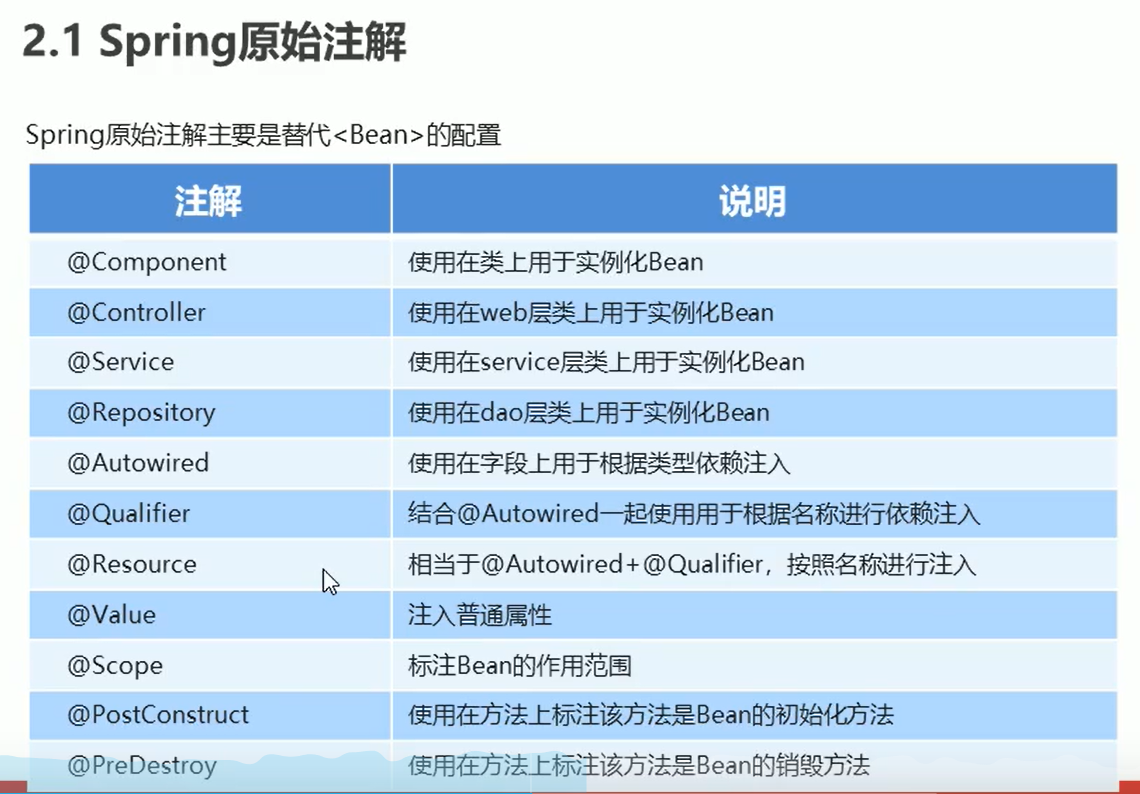 2.1 Spring原始注解
Spring原始注解主要是替代<Bean>的配置
注解 说明
@Component 使用在类上用于实例化Bean
@Controller 使用在web层类上用于实例化Bean
@Service 使用在service层类上用于实例化Bean
@Repository 使用在dao层类上用于实例化Bean
@Autowired 使用在字段上用于根据类型依赖注入
@Qualifier 结合@Autowired一起使用用于根据名称进行依赖注入
@Resource 相当于@Autowired+@Qualifier，按照名称进行注入
@Value 注入普通属性
@Scope 标注Bean的作用范围
@PostConstruct 使用在方法上标注该方法是Bean的初始化方法
@PreDestroy 使用在方法上标注该方法是Bean的销毁方法